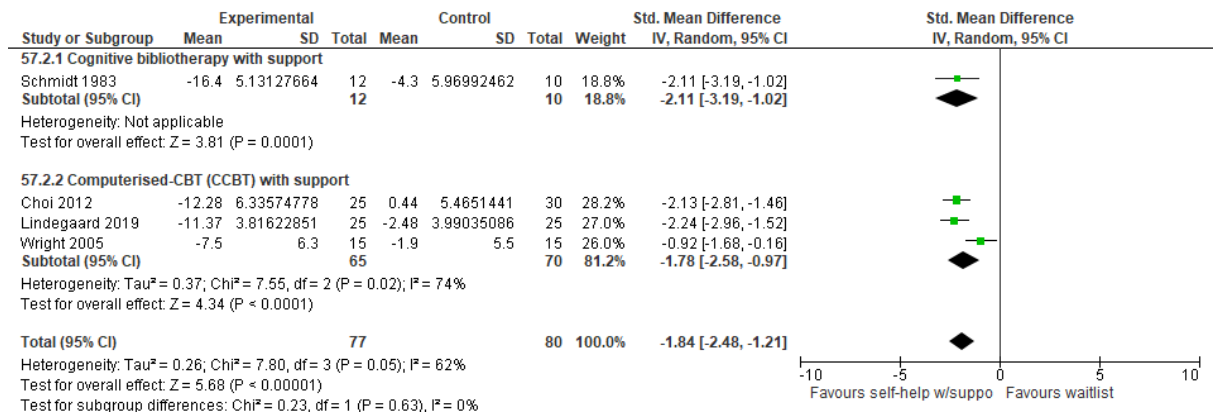 Experimental Control Std. Mean Difference Std. Mean Difference
Study or Subgroup Mean SD Total Mean SD Total Weight IV, Random, 95% CI IV, Random, 95% CI
57.2.1 Cognitive bibliotherapy with support
Schmidt 1983 -16.4 5.13127664 12 -4.3 5.96992462 10 18.8% -2.11 [-3.19, -1.02]
Subtotal (95% CI) 12 10 18.8% -2.11 [-3.19, -1.02]
Heterogeneity: Not applicable
Test for overall effect: Z = 3.81 (P = 0.0001)
57.2.2 Computerised-CBT (CCBT) with support
Choi 2012 -12.28 6.33574778 25 0.44 5.4651441 30 28.2% -2.13 [-2.81, -1.46]
Lindegaard 2019 -11.37 3.81622851 25 -2.48 3.99035086 25 27.0% -2.24 [-2.96, -1.52]
Wright 2005 -7.5 6.3 15 -1.9 5.5 15 26.0% -0.92 [-1.68, -0.16]
Subtotal (95% CI) 65 70 81.2% -1.78 [-2.58, -0.97]
Heterogeneity: Tau² = 0.37; Chi² = 7.55, df = 2 (P = 0.02); I² = 74%
Test for overall effect: Z = 4.34 (P < 0.0001)
Total (95% CI) 77 80 100.0% -1.84 [-2.48, -1.21]
Heterogeneity: Tau² = 0.26; Chi² = 7.80, df = 3 (P = 0.05); I² = 62%
Test for overall effect: Z = 5.68 (P < 0.00001)
Test for subgroup differences: Chi² = 0.23, df = 1 (P = 0.63), I² = 0%
-10 -5 0 5 10
Favours self-help w/suppo Favours waitlist